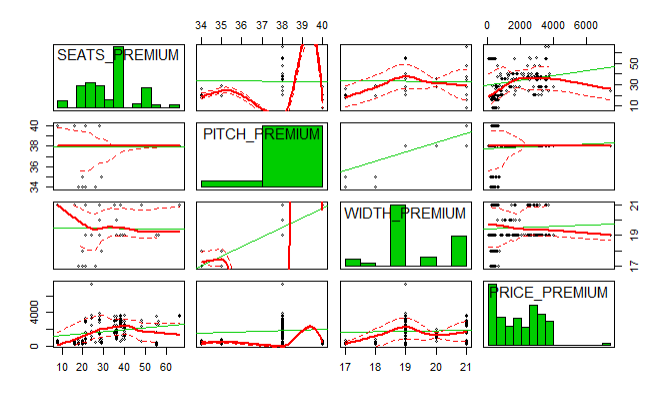 34 35 36 37 38 39 40
0 2000 4000 6000
SEATS_PREMIUM
10 30 50
34 36 38 40
PITCH_PREMIUM
WIDTH_PREMIUM
17 19 21
0 4000
PRICE_PREMIUM
10 20 30 40 50 60
17 18 19 20 21